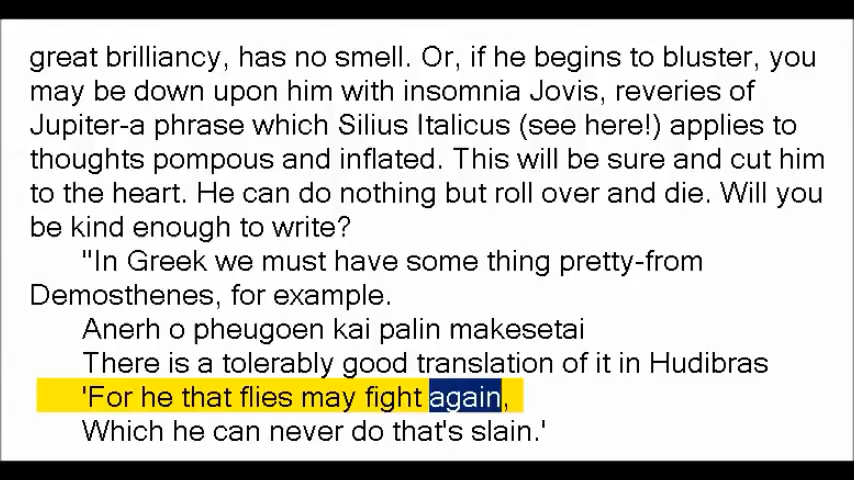 great brilliancy, has no smell. Or, if he begins to bluster, you
may be down upon him with insomnia Jovis, reveries of
Jupiter-a phrase which Silius Italicus (see here!) applies to
thoughts pompous and inflated. This will be sure and cut him
to the heart. He can do nothing but roll over and die. Will you
be kind enough to write?
"In Greek we must have some thing pretty-from
Demosthenes, for example.
Anerh o pheugoen kai palin makesetai
There is a tolerably good translation of it in Hudibras
'For he that flies may fight again,
Which he can never do that's slain.'